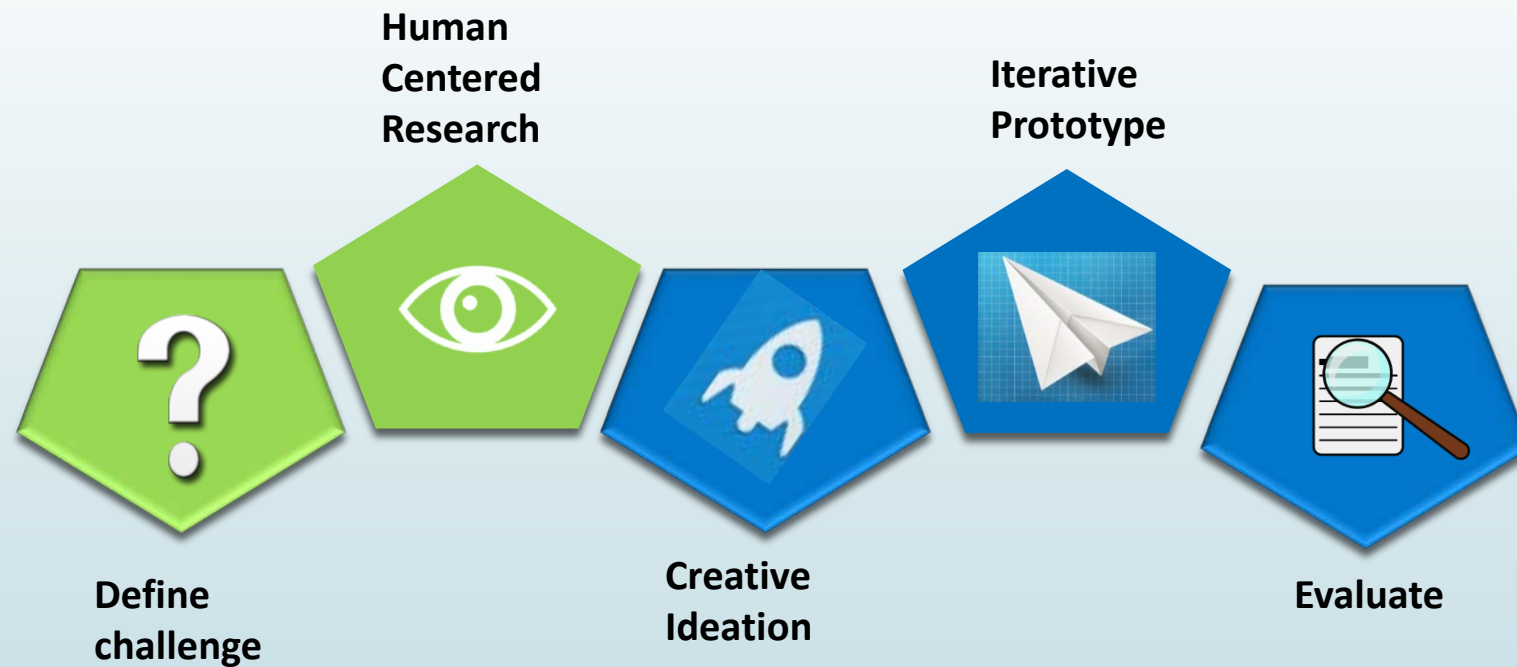 Define
challenge
Human
Centered
Research
Creative
Ideation
Iterative
Prototype
Evaluate